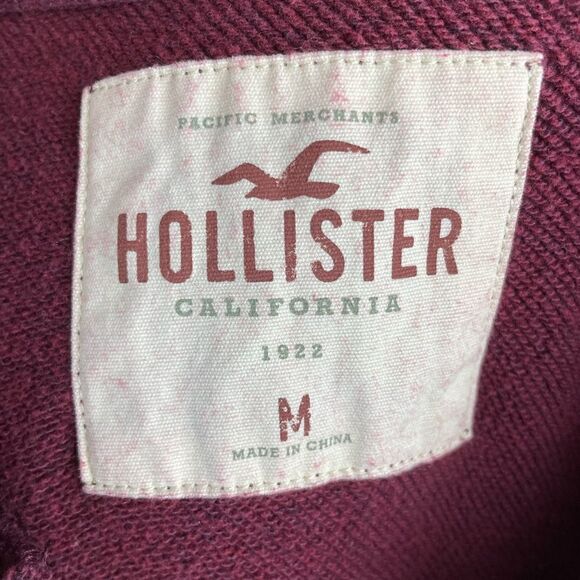 PACIFIC MERCHANTS
HOLLISTER
CALIFORNIA
1922
M
MADE IN CHINA